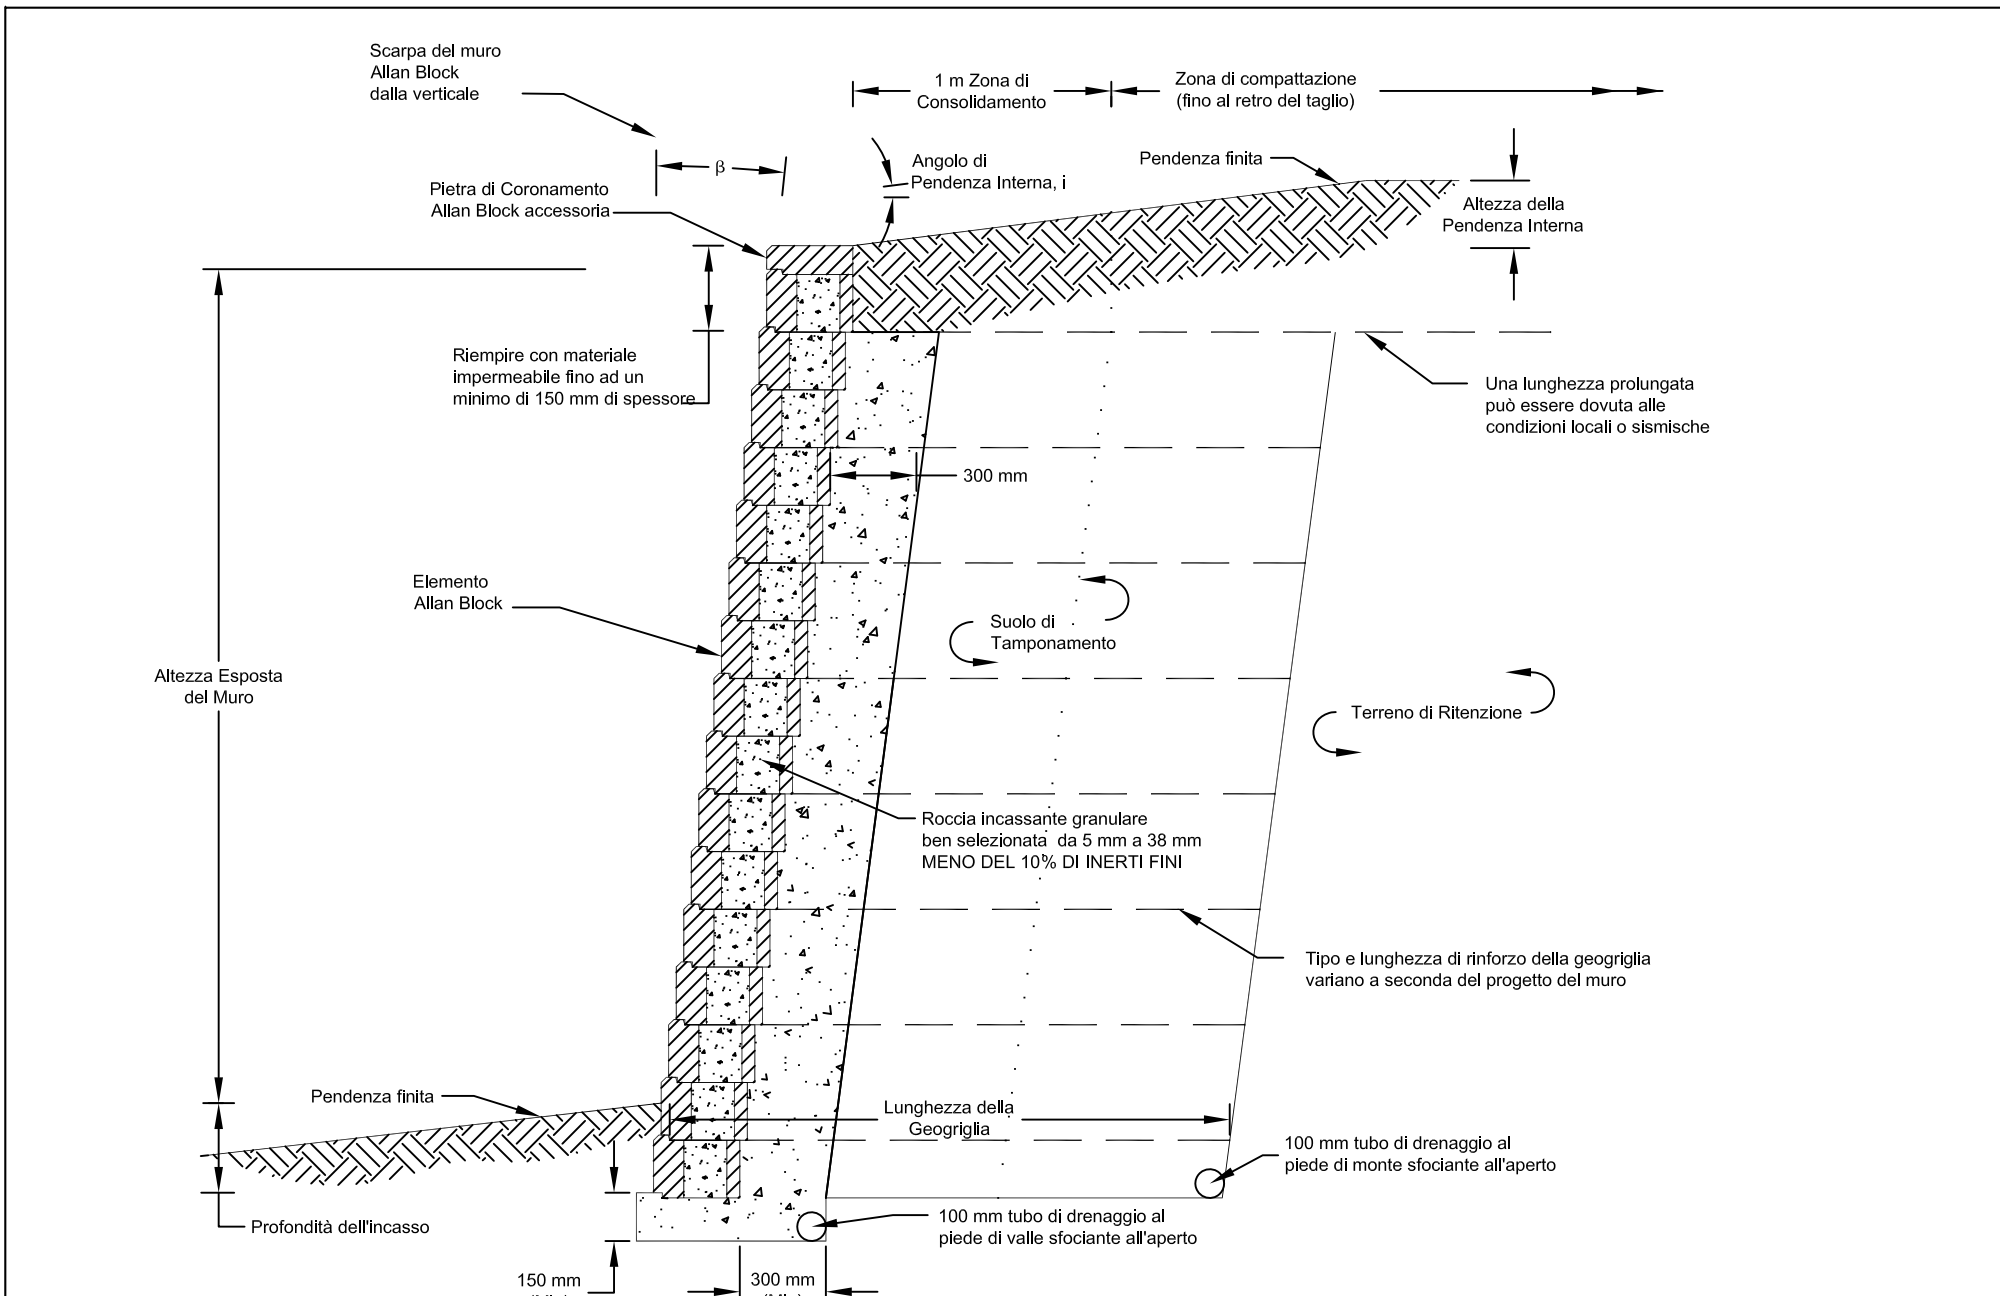 Scarpa del muro
Allan Block
dalla verticale
1 m Zona di
Consolidamento
Zona di compattazione
(fino al retro del taglio)
β
Angolo di
Pendenza Interna, i
Pendenza finita
Pietra di Coronamento
Allan Block accessoria
Altezza della
Pendenza Interna
Riempire con materiale
impermeabile fino ad un
minimo di 150 mm di spessore
Una lunghezza prolungata
può essere dovuta alle
condizioni locali o sismische
300 mm
Elemento
Allan Block
Suolo di
Tamponamento
Altezza Esposta
del Muro
Terreno di Ritenzione
Roccia incassante granulare
ben selezionata da 5 mm a 38 mm
MENO DEL 10% DI INERTI FINI
Tipo e lunghezza di rinforzo della geogriglia
variano a seconda del progetto del muro
Pendenza finita
Lunghezza della
Geogriglia
100 mm tubo di drenaggio al
piede di monte sfociante all'aperto
Profondità dell'incasso
100 mm tubo di drenaggio al
piede di valle sfociante all'aperto
150 mm
300 mm